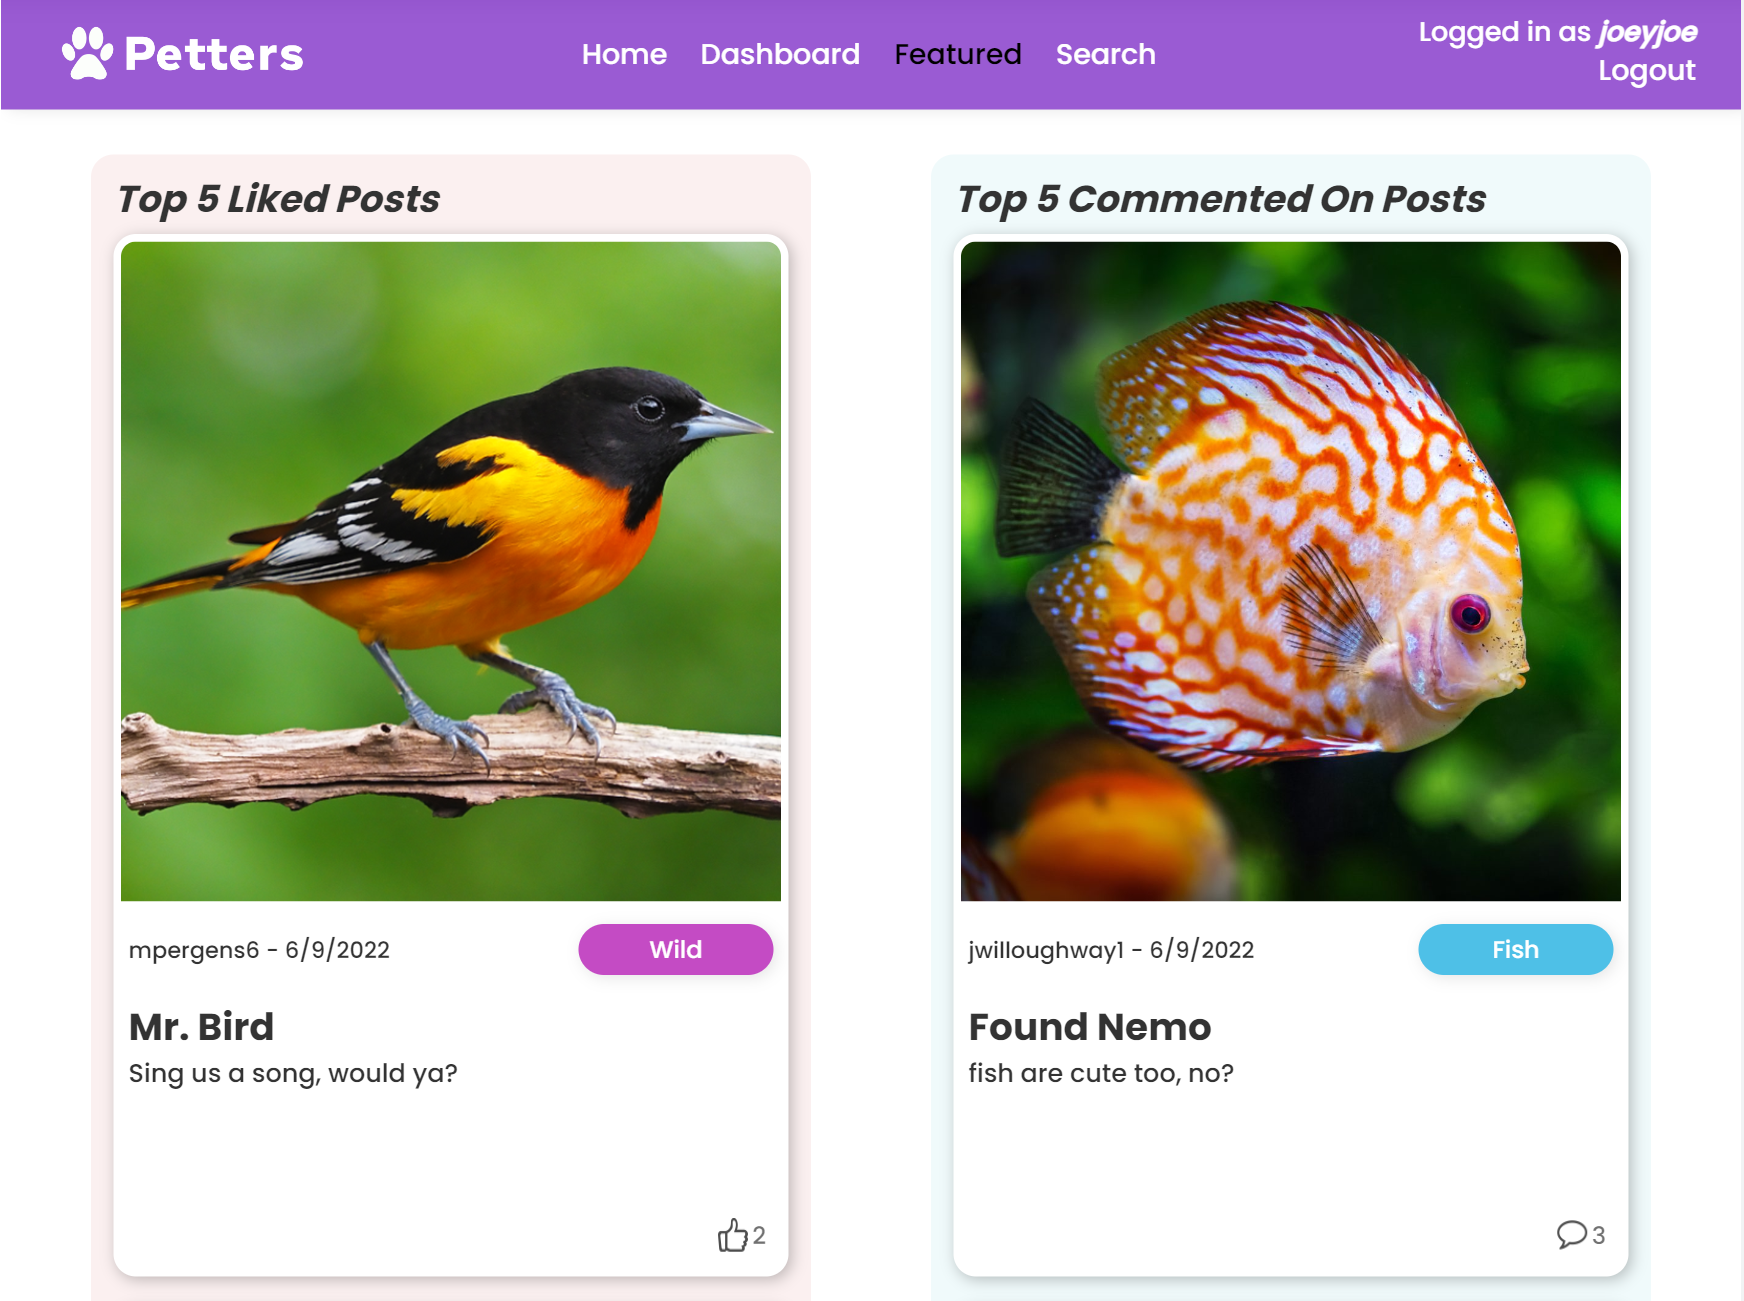 Petters
Home Dashboard Featured Search
Logged in as joeyjoe
Logout
Top 5 Liked Posts
mpergens6 - 6/9/2022
Wild
Mr. Bird
Sing us a song, would ya?
2
Top 5 Commented On Posts
jwilloughway1 - 6/9/2022
Fish
Found Nemo
fish are cute too, no?
3